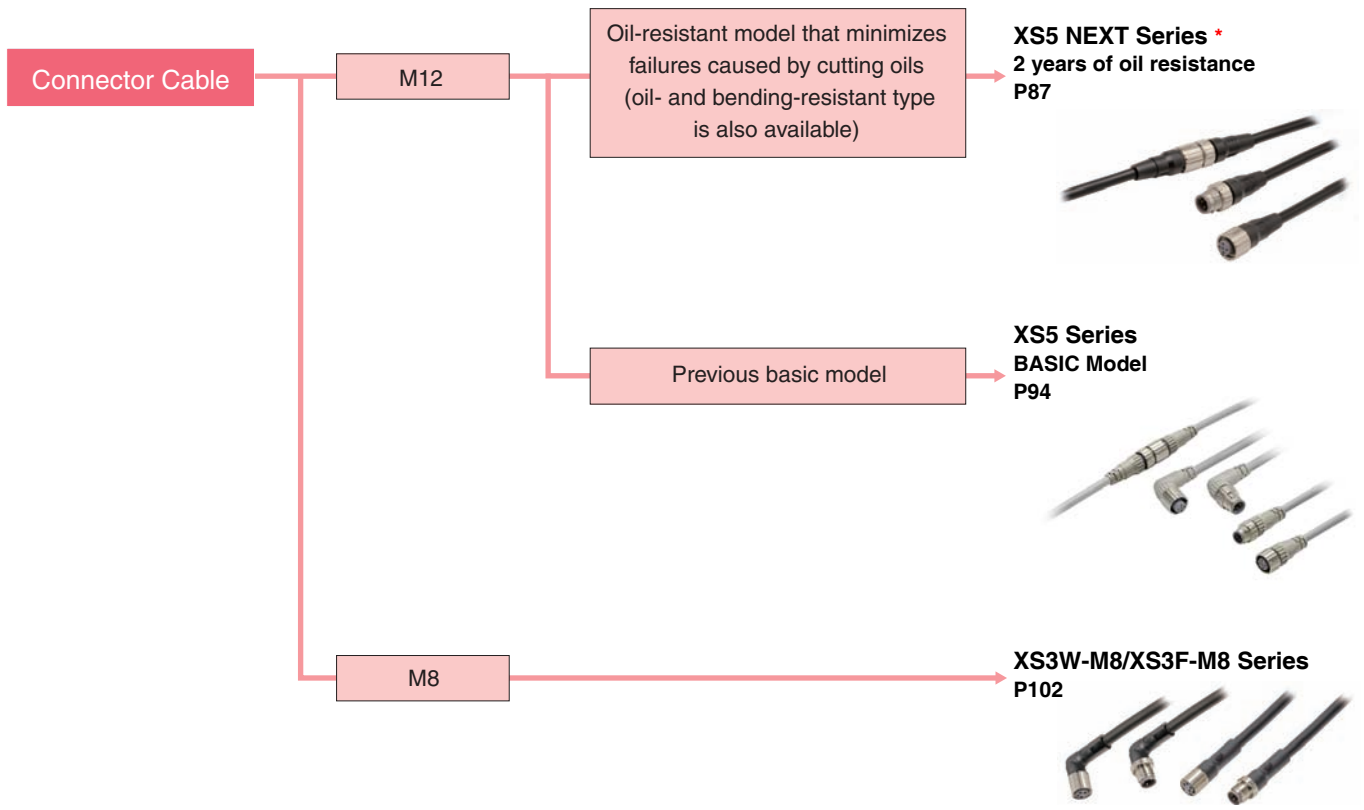 Connector Cable
M12
Oil-resistant model that minimizes
failures caused by cutting oils
(oil- and bending-resistant type
is also available)
XS5 NEXT Series *
2 years of oil resistance
P87
Previous basic model
XS5 Series
BASIC Model
P94
M8
XS3W-M8/XS3F-M8 Series
P102